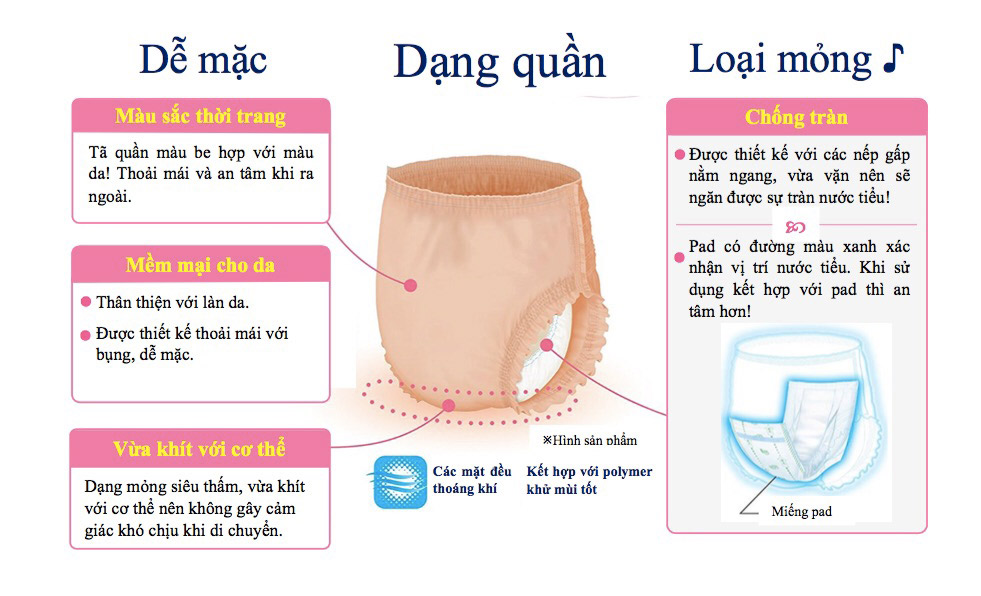 Dễ mặc
Dạng quần
Loại mỏng ♪
Màu sắc thời trang
Tã quần màu be hợp với màu
da! Thoải mái và an tâm khi ra
ngoài.
Mềm mại cho da
Thân thiện với làn da.
Được thiết kế thoải mái với
bụng, dễ mặc.
Vừa khít với cơ thể
Dạng mỏng siêu thấm, vừa khít
với cơ thể nên không gây cảm
giác khó chịu khi di chuyển.
※Hình sản phẩm
Các mặt đều
thoáng khí
Kết hợp với polymer
khử mùi tốt
Chống tràn
Được thiết kế với các nếp gấp
nằm ngang, vừa vặn nên sẽ
ngăn được sự tràn nước tiểu!
Pad có đường màu xanh xác
nhận vị trí nước tiểu. Khi sử
dụng kết hợp với pad thì an
tâm hơn!
Miếng pad